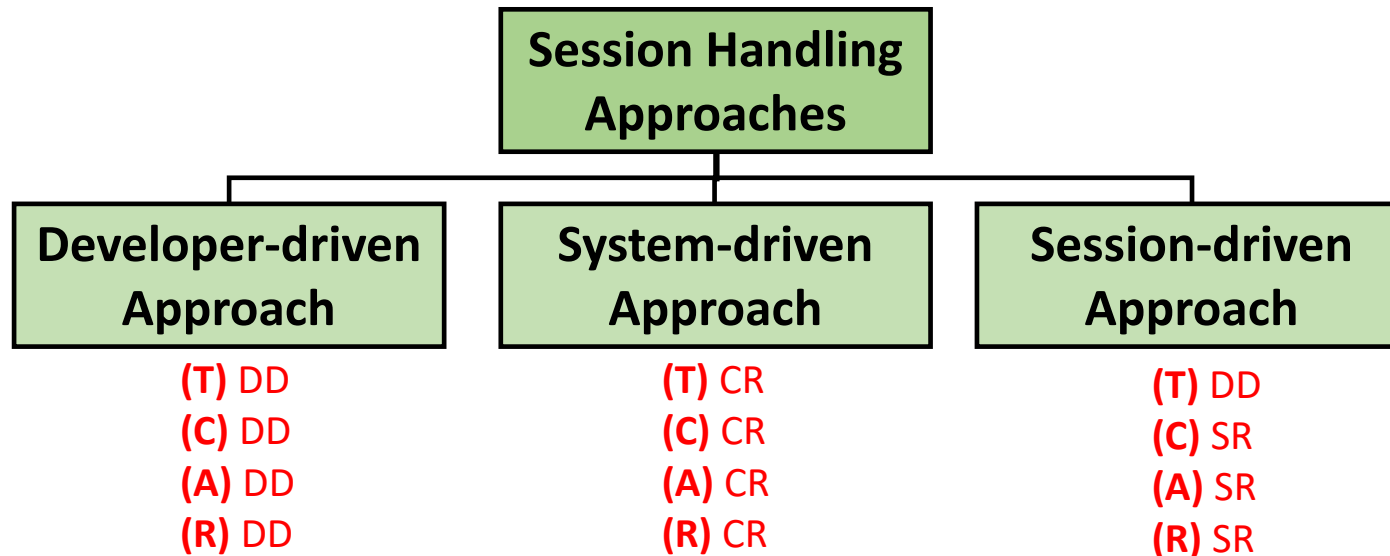 Session Handling
Approaches
Developer-driven
Approach
System-driven
Approach
Session-driven
Approach
(T) DD
(C) DD
(A) DD
(R) DD
(T) CR
(C) CR
(A) CR
(R) CR
(T) DD
(C) SR
(A) SR
(R) SR